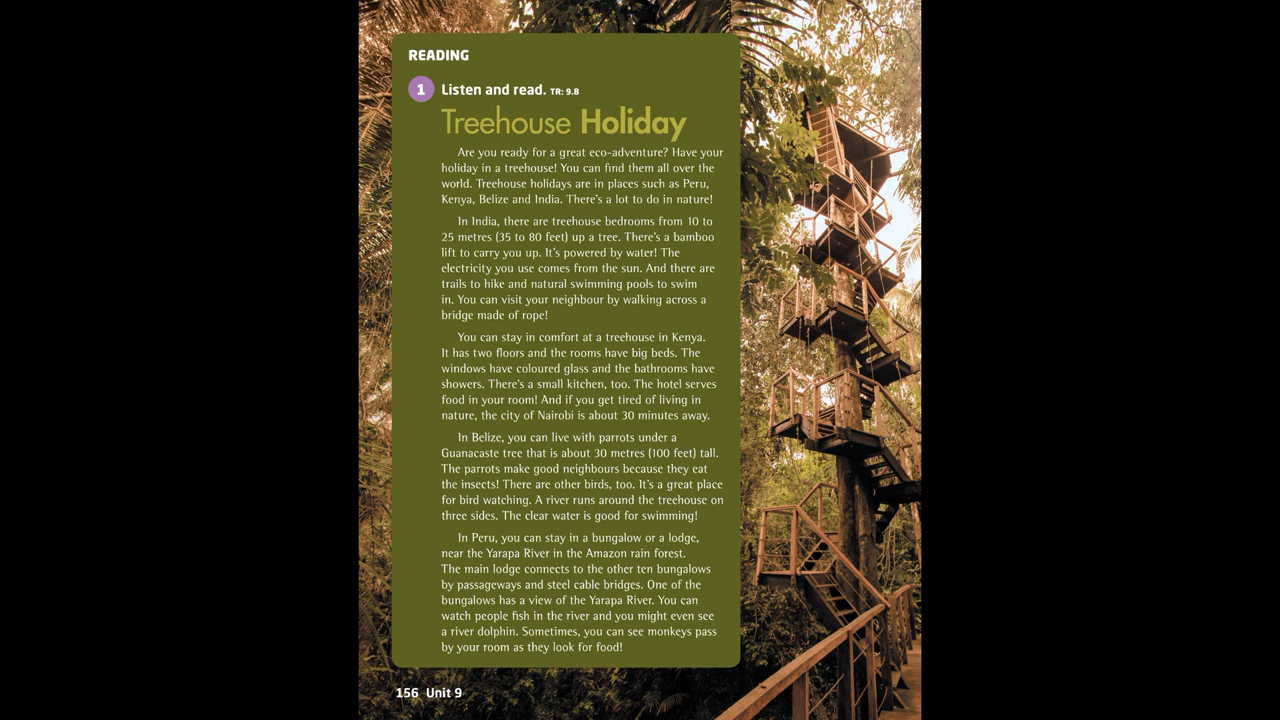 READING
1 Listen and read. TR: 9.8
Treehouse Holiday
Are you ready for a great eco-adventure? Have your
holiday in a treehouse! You can find them all over the
world. Treehouse holidays are in places such as Peru,
Kenya, Belize and India. There's a lot to do in nature!
In India, there are treehouse bedrooms from 10 to
25 metres (35 to 80 feet) up a tree. There's a bamboo
lift to carry you up. It's powered by water! The
electricity you use comes from the sun. And there are
trails to hike and natural swimming pools to swim
in. You can visit your neighbour by walking across a
bridge made of rope!
You can stay in comfort at a treehouse in Kenya.
It has two floors and the rooms have big beds. The
windows have coloured glass and the bathrooms have
showers. There's a small kitchen, too. The hotel serves
food in your room! And if you get tired of living in
nature, the city of Nairobi is about 30 minutes away.
In Belize, you can live with parrots under a
Guanacaste tree that is about 30 metres (100 feet) tall.
The parrots make good neighbours because they eat
the insects! There are other birds, too. It's a great place
for bird watching. A river runs around the treehouse on
three sides. The clear water is good for swimming!
In Peru, you can stay in a bungalow or a lodge,
near the Yarapa River in the Amazon rain forest.
The main lodge connects to the other ten bungalows
by passageways and steel cable bridges. One of the
bungalows has a view of the Yarapa River. You can
watch people fish in the river and you might even see
a river dolphin. Sometimes, you can see monkeys pass
by your room as they look for food!
156 Unit 9